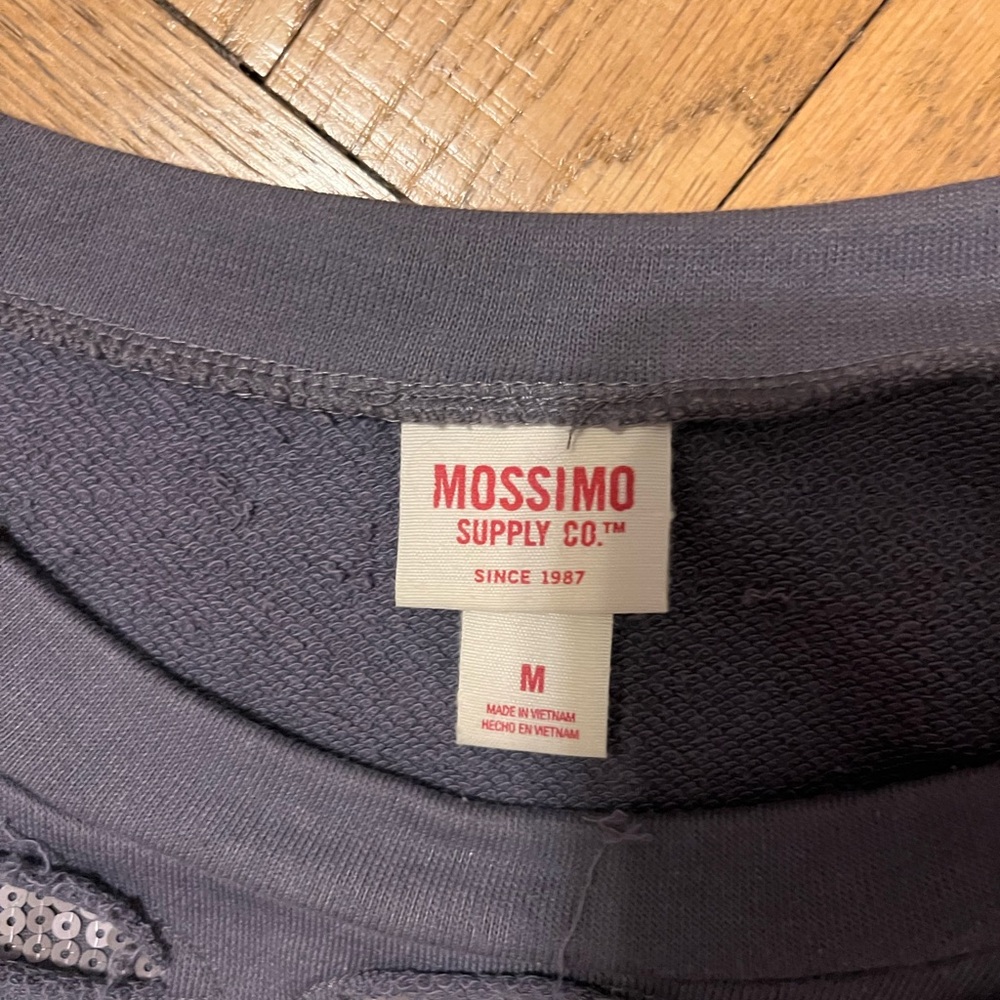 MOSSIMO
SUPPLY CO.™
SINCE 1987
M
MADE IN VIETNAM
HECHO EN VIETNAM